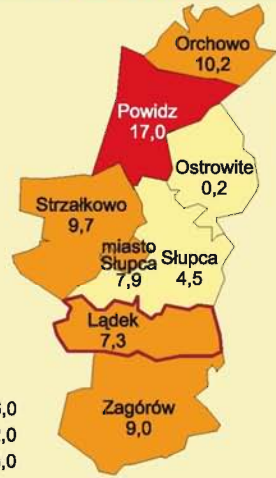 Orchowo
10,2
Powidz
17,0
Ostrowite
0,2
Strzałkowo
9,7
miasto
Słupca
7,9
Słupca
4,5
Lądek
7,3
Zagórów
9,0